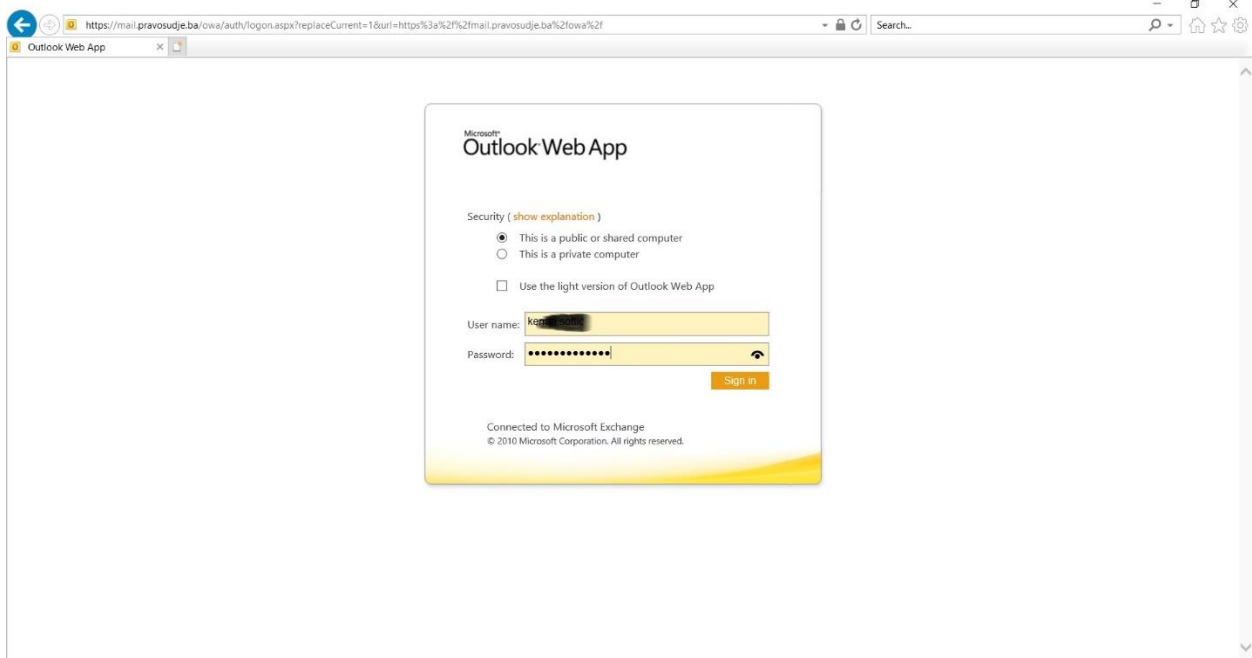 https://mail.pravosudje.ba/owa/auth/logon.aspx?replaceCurrent=1&url=https%3a%2f%2fmail.pravosudje.ba%2fowa%2f
Search...
Outlook Web App
Microsoft®
Outlook Web App
Security ( show explanation )
This is a public or shared computer
This is a private computer
Use the light version of Outlook Web App
User name:
Password: •••••••••••••
Sign in
Connected to Microsoft Exchange
© 2010 Microsoft Corporation. All rights reserved.